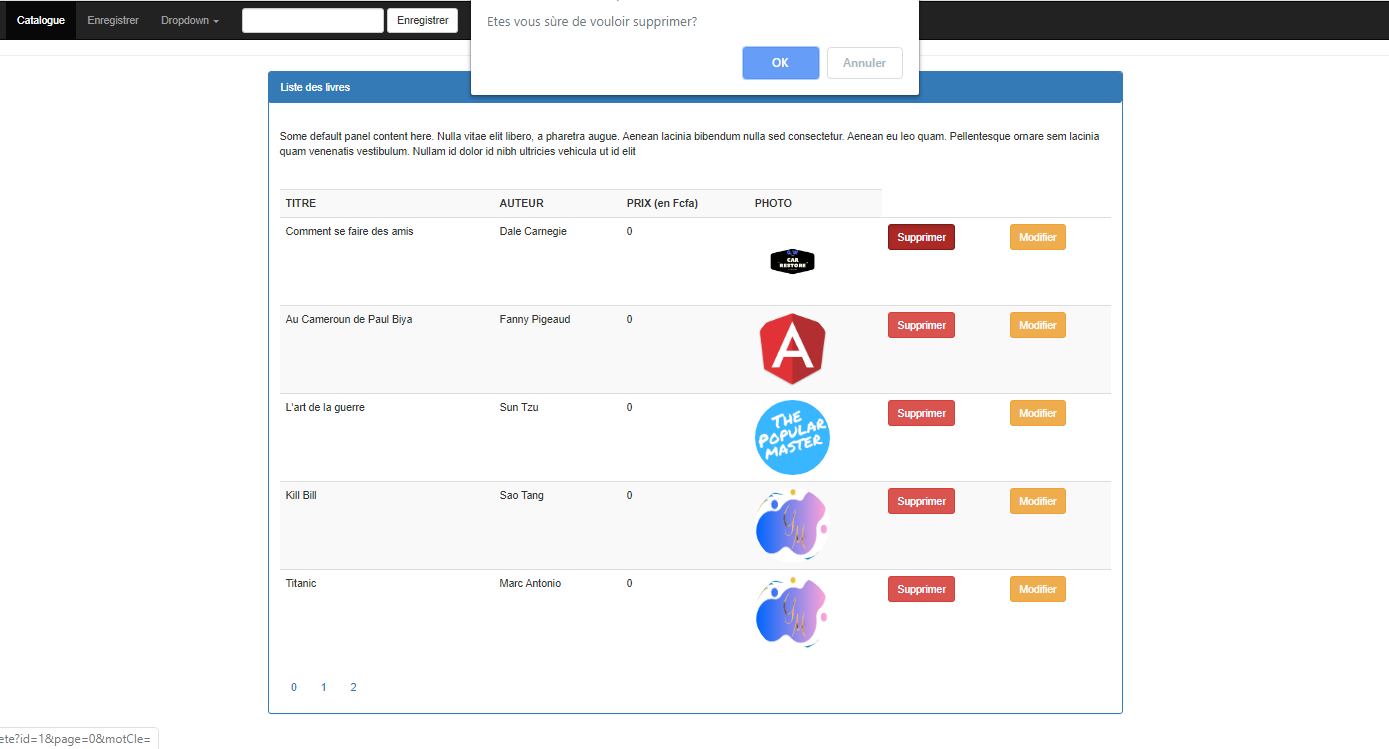 Catalogue Enregistrer Dropdown Enregistrer
Etes vous sûre de vouloir supprimer?
OK Annuler
Liste des livres
Some default panel content here. Nulla vitae elit libero, a pharetra augue. Aenean lacinia bibendum nulla sed consectetur. Aenean eu leo quam. Pellentesque ornare sem lacinia
quam venenatis vestibulum. Nullam id dolor id nibh ultricies vehicula ut id elit
TITRE AUTEUR PRIX (en Fcfa) PHOTO
Comment se faire des amis Dale Carnegie 0 Supprimer Modifier
CAR
RESTORE
Au Cameroun de Paul Biya Fanny Pigeaud 0 Supprimer Modifier
A
L'art de la guerre Sun Tzu 0 Supprimer Modifier
THE
POPULAR
MASTER
Kill Bill Sao Tang 0 Supprimer Modifier
Titanic Marc Antonio 0 Supprimer Modifier
0 1 2
ete?id=1&page=0&motCle=